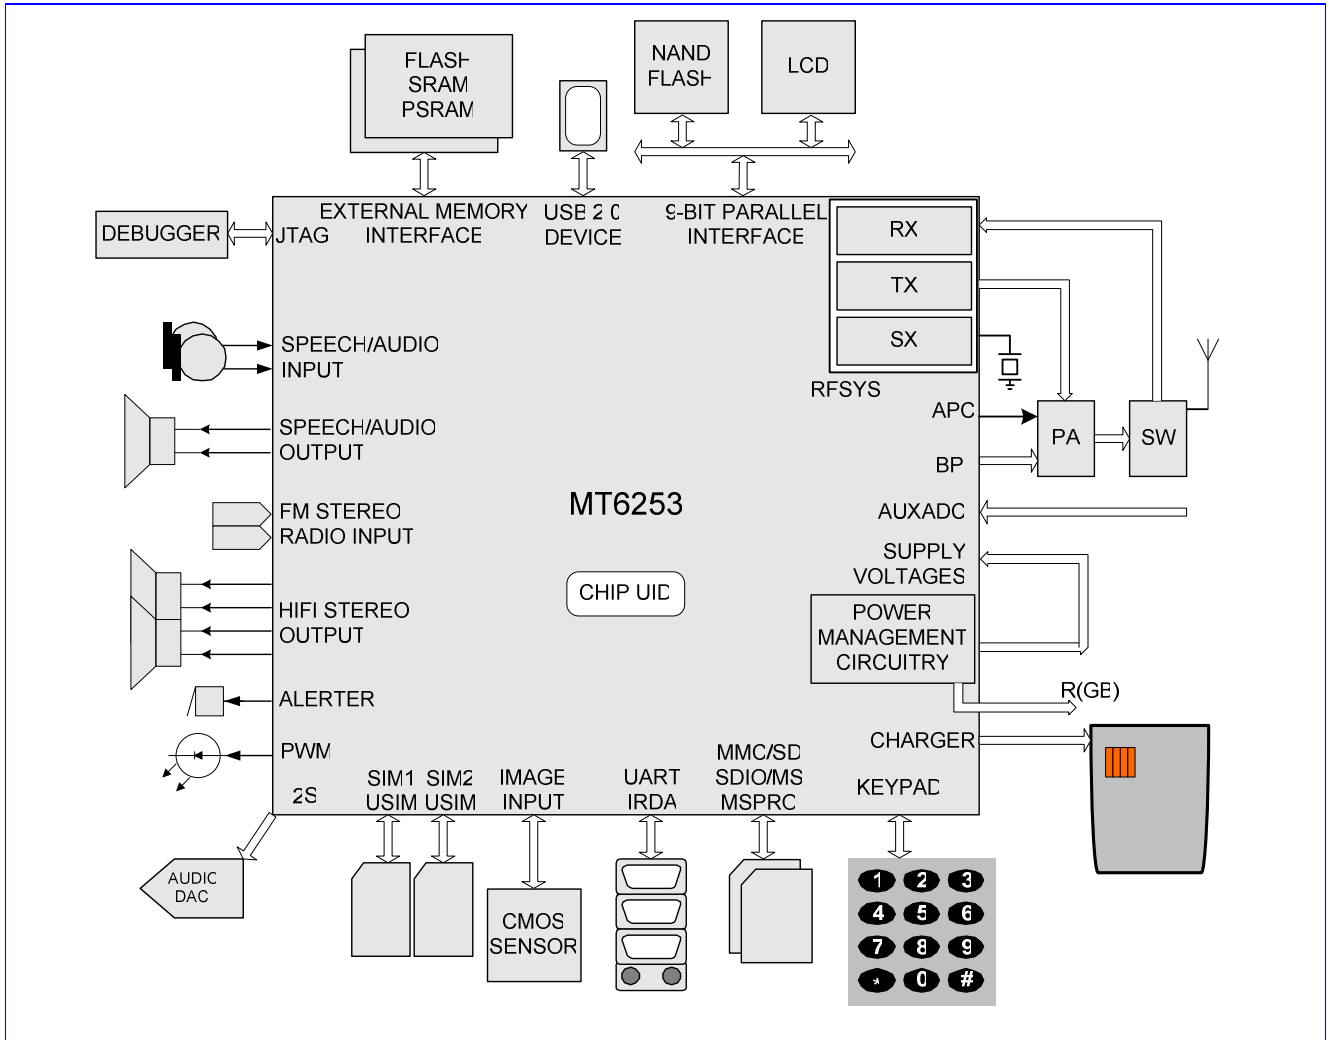 FLASH
SRAM
PSRAM
NAND
FLASH
LCD
DEBUGGER
JTAG
EXTERNAL MEMORY
INTERFACE
USB 2.0
DEVICE
9-BIT PARALLEL
INTERFACE
RX
TX
SX
RFSYS
SPEECH/AUDIO
INPUT
SPEECH/AUDIO
OUTPUT
FM STEREO
RADIO INPUT
HIFI STEREO
OUTPUT
ALERTER
PWM
2S
MT6253
CHIP UID
APC
BP
PA
SW
AUXADC
SUPPLY
VOLTAGES
POWER
MANAGEMENT
CIRCUITRY
R(GB)
CHARGER
KEYPAD
SIM1
USIM
SIM2
USIM
IMAGE
INPUT
UART
IRDA
MMC/SD
SDIO/MS
MSPRO
AUDIO
DAC
CMOS
SENSOR
1 2 3
4 5 6
7 8 9
* 0 #